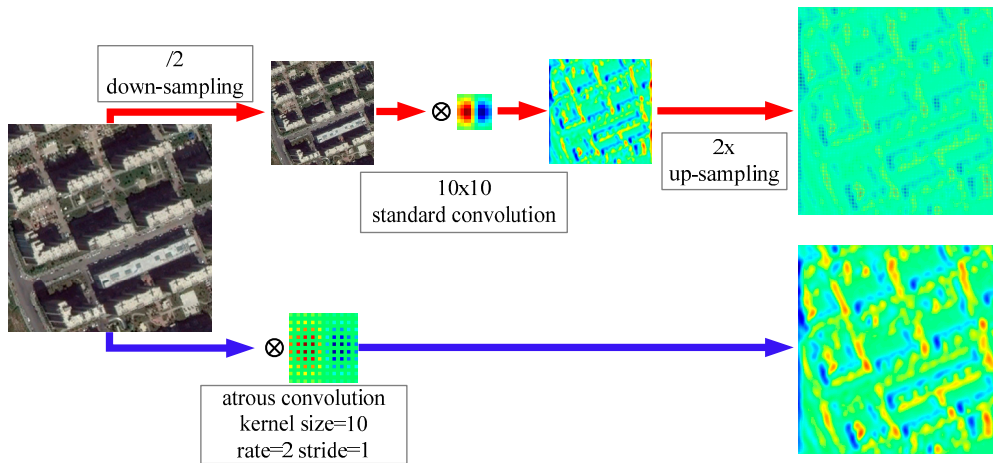 /2
down-sampling
10x10
standard convolution
2x
up-sampling
atrous convolution
kernel size=10
rate=2 stride=1